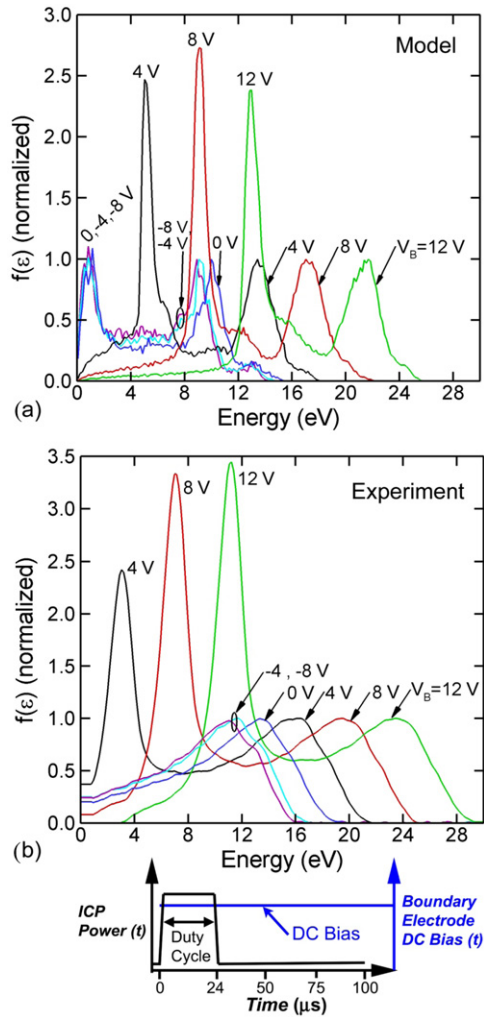 3.0
2.5
2.0
1.5
1.0
0.5
0.0
f(ε) (normalized)
Model
4 V
8 V
12 V
0,-4,-8 V
-8 V
-4 V
0 V
4 V
8 V
V_B=12 V
0 4 8 12 16 20 24 28
(a)
Energy (eV)
3.5
3.0
2.5
2.0
1.5
1.0
0.5
0.0
f(ε) (normalized)
Experiment
4 V
8 V
12 V
-4 , -8 V
0 V
4 V
8 V
V_B=12 V
0 4 8 12 16 20 24 28
(b)
Energy (eV)
ICP
Power (t)
Duty
Cycle
DC Bias
Boundary
Electrode
DC Bias (t)
0 24 50 75 100
Time (μs)